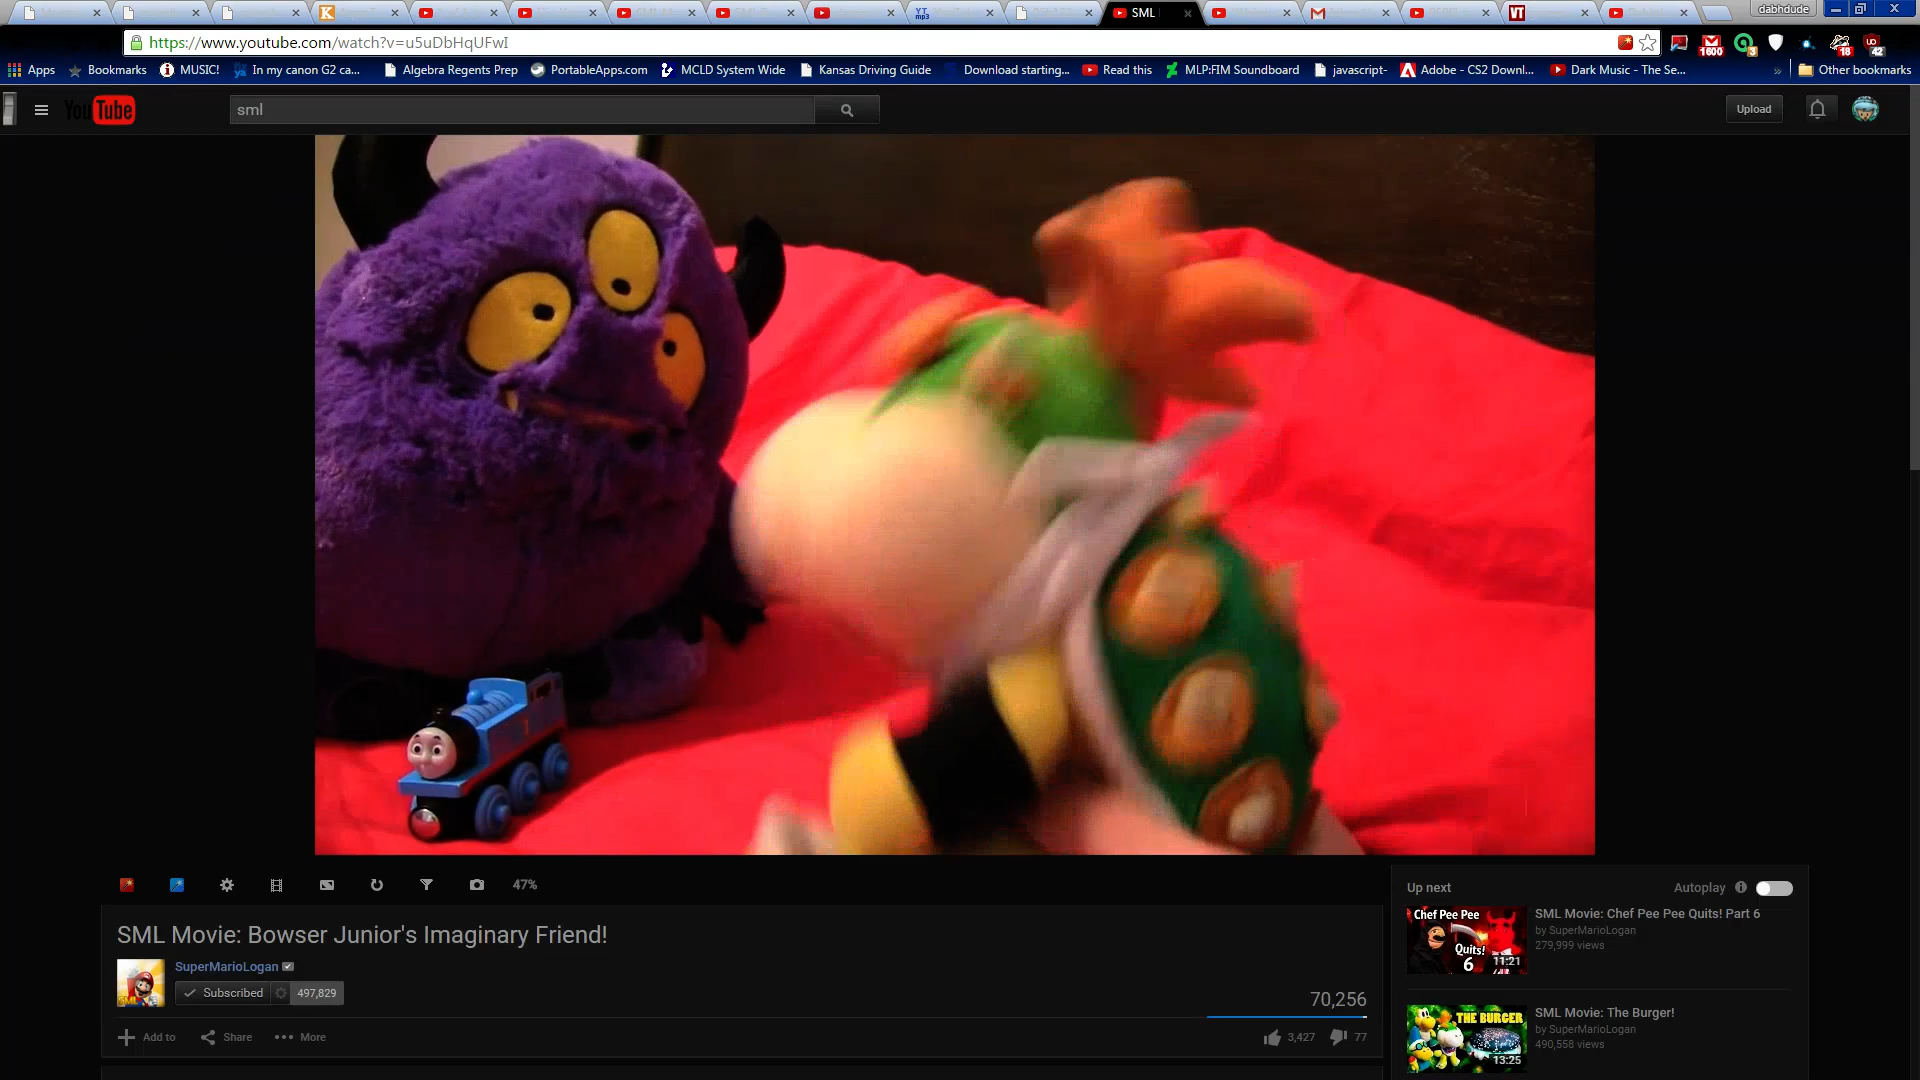 SML
dabhdude
https://www.youtube.com/watch?v=u5uDbHqUFwI
1600
3
18
42
Apps
Bookmarks
MUSIC!
In my canon G2 ca...
Algebra Regents Prep
PortableApps.com
MCLD System Wide
Kansas Driving Guide
Download starting...
Read this
MLP:FIM Soundboard
javascript-
Adobe - CS2 Downl...
Dark Music - The Se...
»
Other bookmarks
YouTube
sml
Upload
47%
SML Movie: Bowser Junior's Imaginary Friend!
SuperMarioLogan
Subscribed
497,829
70,256
Add to
Share
More
3,427
77
Up next
Autoplay
Chef Pee Pee
Quits!
6
11:21
SML Movie: Chef Pee Pee Quits! Part 6
by SuperMarioLogan
279,999 views
THE BURGER
13:25
SML Movie: The Burger!
by SuperMarioLogan
490,558 views